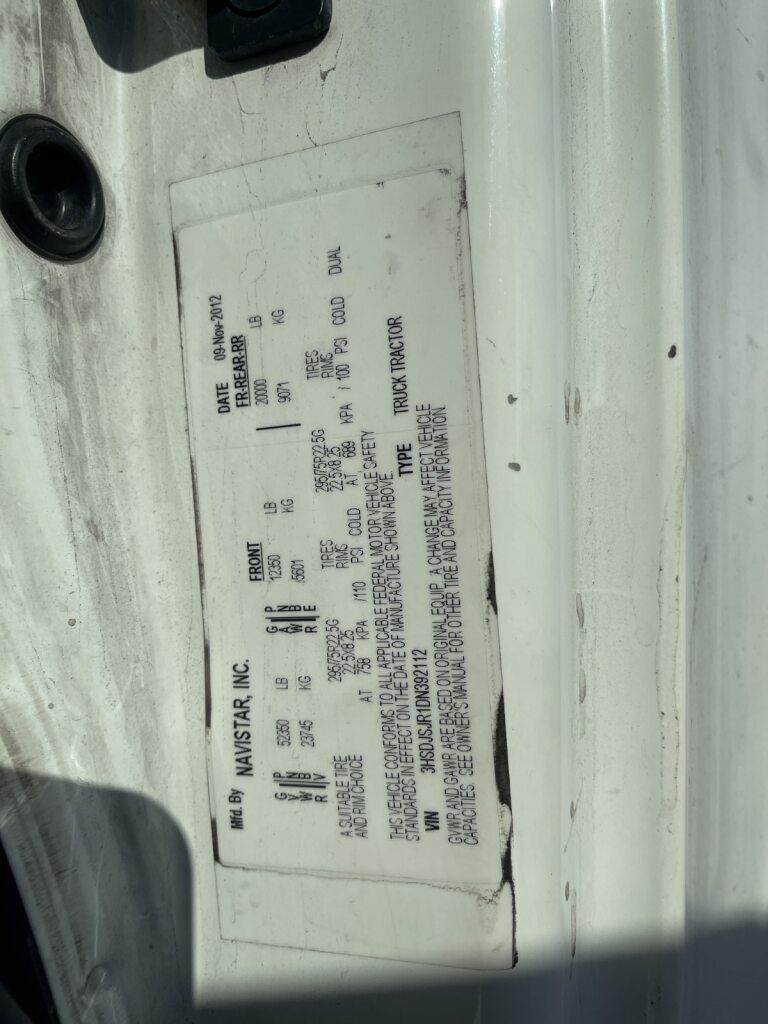 Mfd. By NAVISTAR, INC. DATE 09-Nov-2012
G P FRONT G P FR-REAR-RR
V N 52350 LB A N 12350 LB 20000 LB
W B 23745 KG W B /5601 KG 9071 KG
R V R E
A SUITABLE TIRE 295/75R22.5G TIRES 295/75R22.5G TIRES
AND RIM CHOICE 22.5X8.25 RIMS 22.5X8.25 RIMS
AT 758 KPA /110 PSI COLD AT 689 KPA / 100 PSI COLD DUAL
THIS VEHICLE CONFORMS TO ALL APPLICABLE FEDERAL MOTOR VEHICLE SAFETY
STANDARDS IN EFFECT ON THE DATE OF MANUFACTURE SHOWN ABOVE.
VIN 3HSDJSJR1DN392112 TYPE TRUCK TRACTOR
GVWR AND GAWR ARE BASED ON ORIGINAL EQUIP. A CHANGE MAY AFFECT VEHICLE
CAPACITIES. SEE OWNER'S MANUAL FOR OTHER TIRE AND CAPACITY INFORMATION